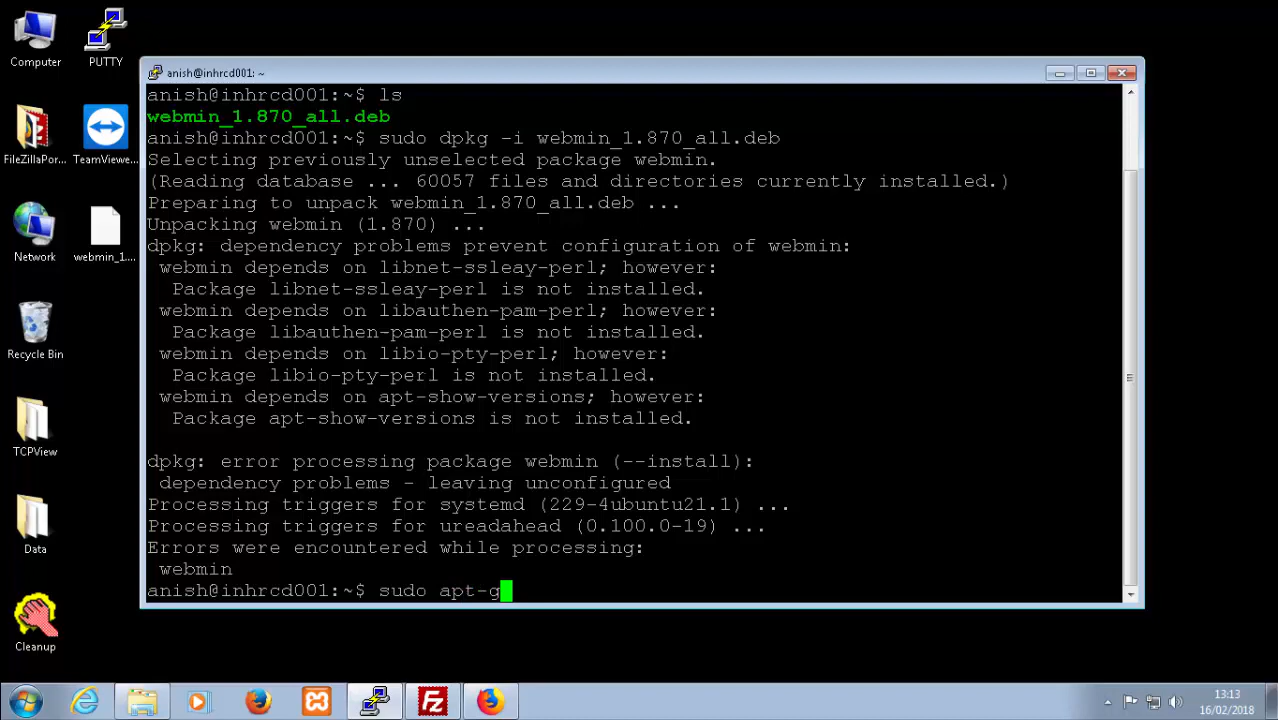 Computer
PUTTY
FileZillaPor...
TeamViewe...
Network
webmin_1....
Recycle Bin
TCPView
Data
Cleanup
anish@inhrcd001: ~
anish@inhrcd001:~$ ls
webmin_1.870_all.deb
anish@inhrcd001:~$ sudo dpkg -i webmin_1.870_all.deb
Selecting previously unselected package webmin.
(Reading database ... 60057 files and directories currently installed.)
Preparing to unpack webmin_1.870_all.deb ...
Unpacking webmin (1.870) ...
dpkg: dependency problems prevent configuration of webmin:
 webmin depends on libnet-ssleay-perl; however:
  Package libnet-ssleay-perl is not installed.
 webmin depends on libauthen-pam-perl; however:
  Package libauthen-pam-perl is not installed.
 webmin depends on libio-pty-perl; however:
  Package libio-pty-perl is not installed.
 webmin depends on apt-show-versions; however:
  Package apt-show-versions is not installed.
dpkg: error processing package webmin (--install):
 dependency problems - leaving unconfigured
Processing triggers for systemd (229-4ubuntu21.1) ...
Processing triggers for ureadahead (0.100.0-19) ...
Errors were encountered while processing:
 webmin
anish@inhrcd001:~$ sudo apt-g
13:13
16/02/2018